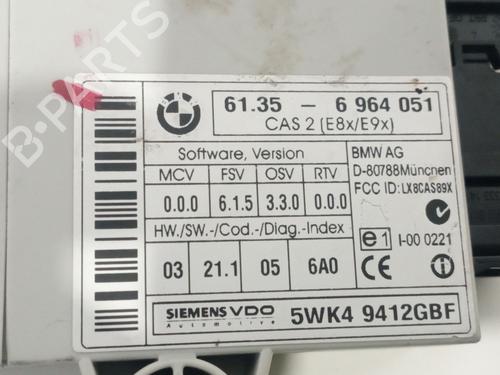 B-PARTS
BMW
61.35 - 6 964 051
CAS 2 (E8x/E9x)
Software, Version
MCV FSV OSV RTV
0.0.0 6.1.5 3.3.0 0.0.0
HW./SW.-/Cod.-/Diag.-Index
03 21.1 05 6A0
BMW AG
D-80788München
FCC ID: LX8CAS89X
e1 I-00 0221
CE
SIEMENS VDO
Automotive
5WK4 9412GBF